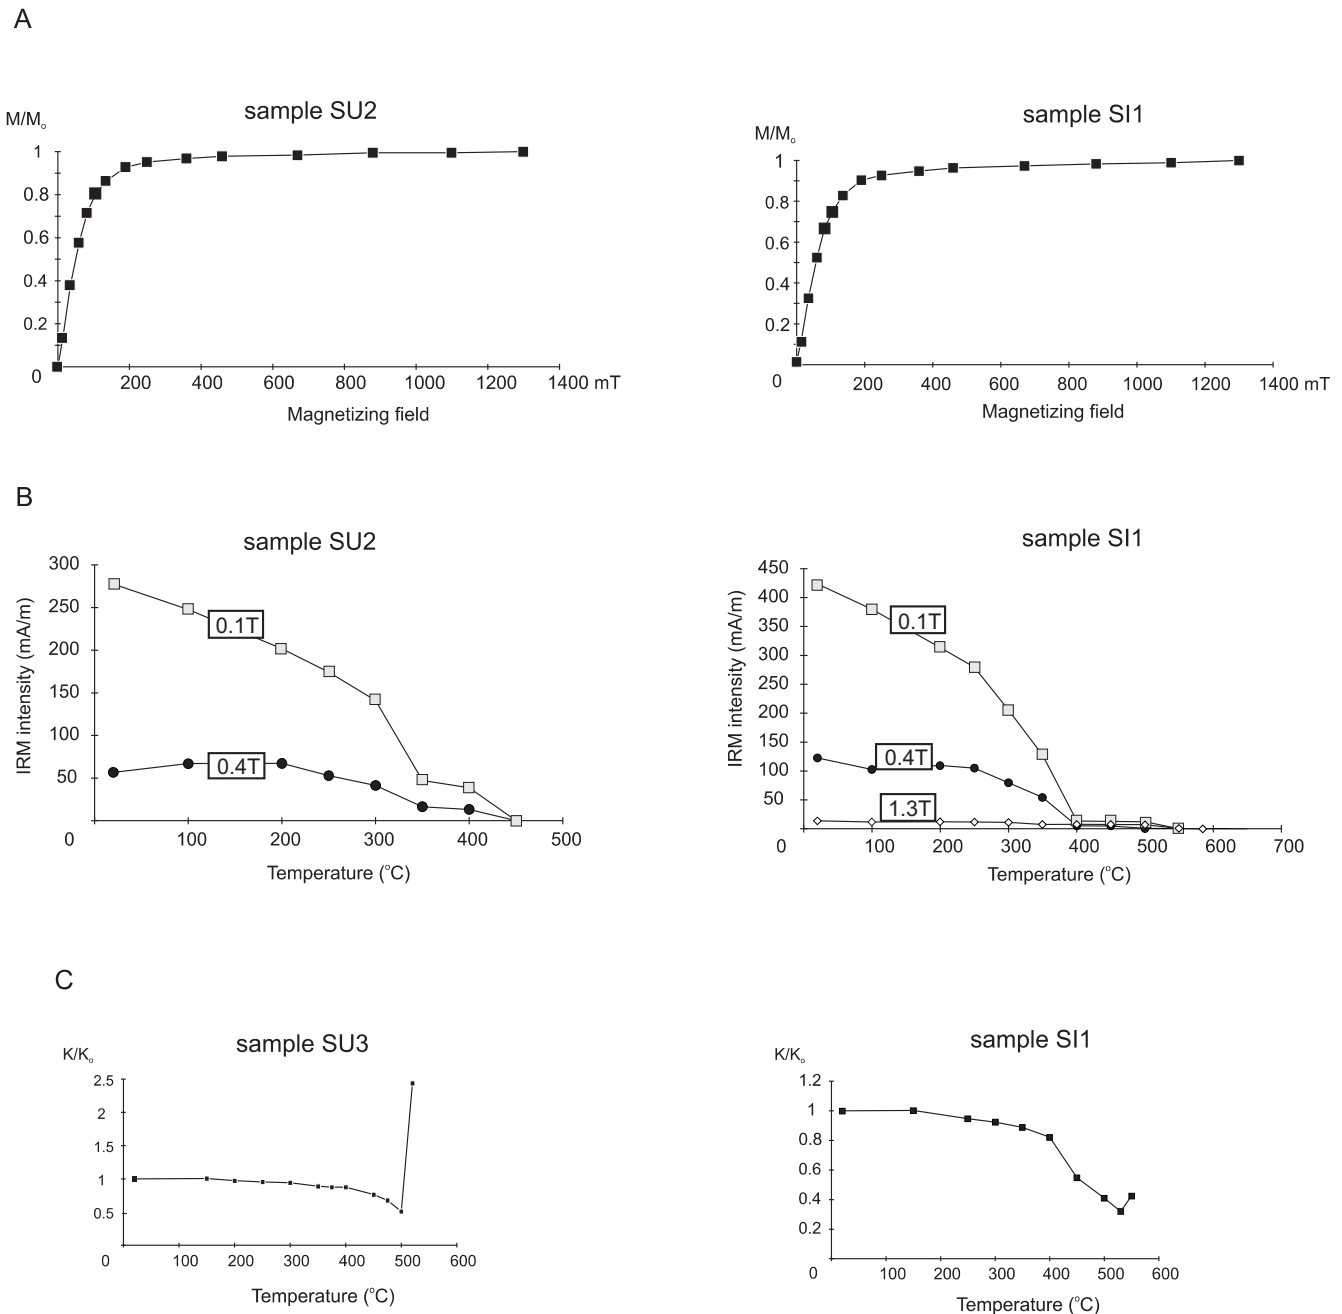 A
sample SU2
M/Mo
1
0.8
0.6
0.4
0.2
0
200 400 600 800 1000 1200 1400 mT
Magnetizing field
sample SI1
M/Mo
1
0.8
0.6
0.4
0.2
0
200 400 600 800 1000 1200 1400 mT
Magnetizing field
B
sample SU2
IRM intensity (mA/m)
300
250
200
150
100
50
0.1T
0.4T
0 100 200 300 400 500
Temperature (°C)
sample SI1
IRM intensity (mA/m)
450
400
350
300
250
200
150
100
50
0.1T
0.4T
1.3T
0 100 200 300 400 500 600 700
Temperature (°C)
C
sample SU3
K/Ko
2.5
2
1.5
1
0.5
0 100 200 300 400 500 600
Temperature (°C)
sample SI1
K/Ko
1.2
1
0.8
0.6
0.4
0.2
0 100 200 300 400 500 600
Temperature (°C)